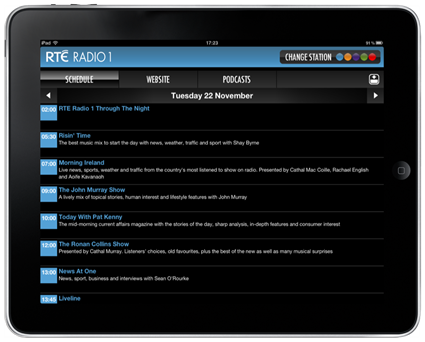 iPad 17:23 91 %
RTÉ RADIO 1 CHANGE STATION
SCHEDULE WEBSITE PODCASTS
Tuesday 22 November
02:00 RTE Radio 1 Through The Night
05:30 Risin' Time
The best music mix to start the day with news, weather, traffic and sport with Shay Byrne
07:00 Morning Ireland
Live news, sports, weather and traffic from the country's most listened to show on radio. Presented by Cathal Mac Coille, Rachael English
and Aoife Kavanagh
09:00 The John Murray Show
A lively mix of topical stories, human interest and lifestyle features with John Murray
10:00 Today With Pat Kenny
The mid-morning current affairs magazine with the stories of the day, sharp analysis, in-depth features and consumer interest
12:00 The Ronan Collins Show
Presented by Cathal Murray. Listeners' choices, old favourites, plus the best of the new as well as many musical surprises
13:00 News At One
News, sport, business and interviews with Sean O'Rourke
13:45 Liveline